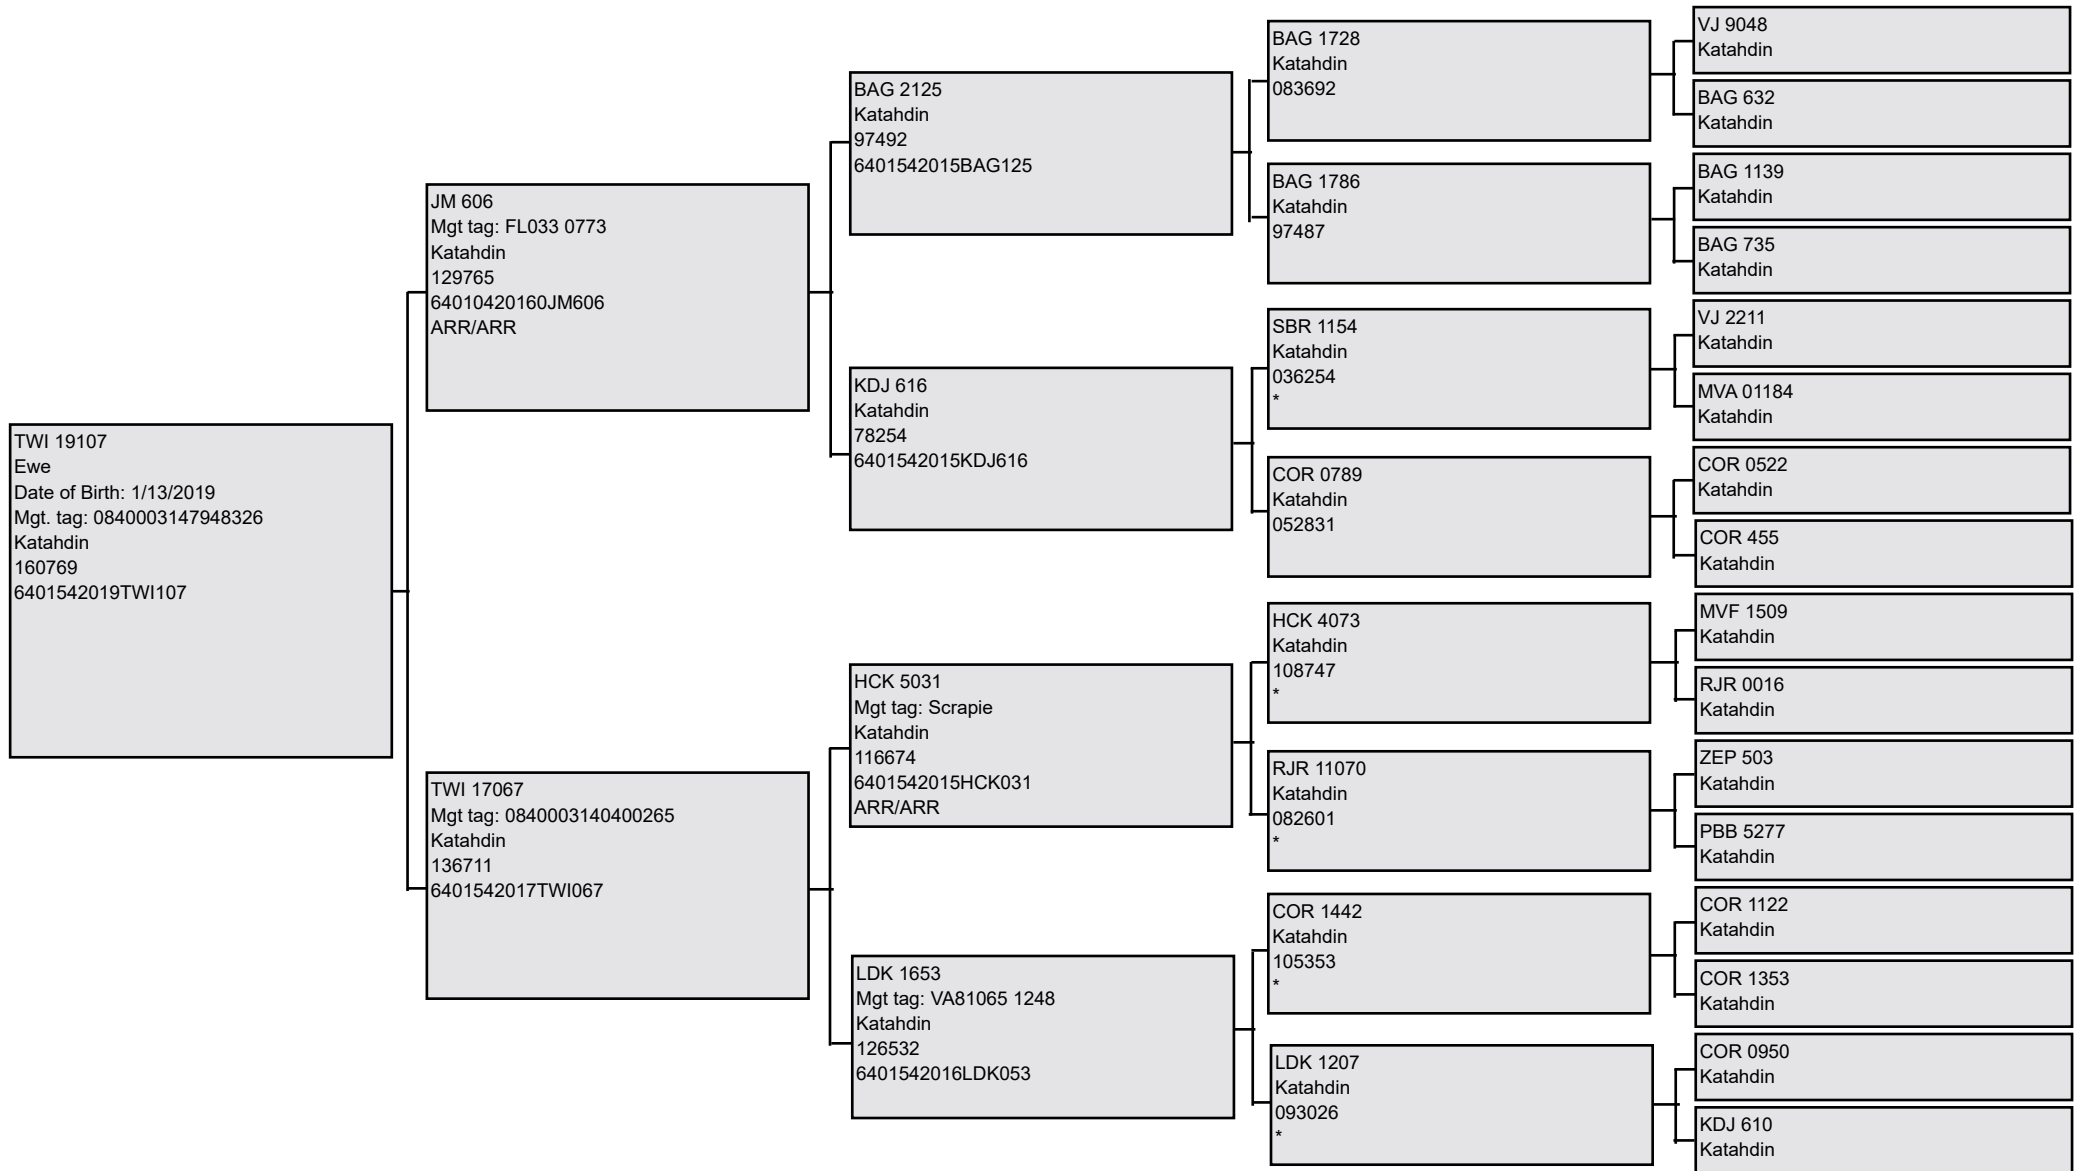 TWI 19107
Ewe
Date of Birth: 1/13/2019
Mgt. tag: 0840003147948326
Katahdin
160769
6401542019TWI107
JM 606
Mgt tag: FL033 0773
Katahdin
129765
64010420160JM606
ARR/ARR
TWI 17067
Mgt tag: 0840003140400265
Katahdin
136711
6401542017TWI067
BAG 2125
Katahdin
97492
6401542015BAG125
KDJ 616
Katahdin
78254
6401542015KDJ616
HCK 5031
Mgt tag: Scrapie
Katahdin
116674
6401542015HCK031
ARR/ARR
LDK 1653
Mgt tag: VA81065 1248
Katahdin
126532
6401542016LDK053
BAG 1728
Katahdin
083692
BAG 1786
Katahdin
97487
SBR 1154
Katahdin
036254
*
COR 0789
Katahdin
052831
HCK 4073
Katahdin
108747
*
RJR 11070
Katahdin
082601
*
COR 1442
Katahdin
105353
*
LDK 1207
Katahdin
093026
*
VJ 9048
Katahdin
BAG 632
Katahdin
BAG 1139
Katahdin
BAG 735
Katahdin
VJ 2211
Katahdin
MVA 01184
Katahdin
COR 0522
Katahdin
COR 455
Katahdin
MVF 1509
Katahdin
RJR 0016
Katahdin
ZEP 503
Katahdin
PBB 5277
Katahdin
COR 1122
Katahdin
COR 1353
Katahdin
COR 0950
Katahdin
KDJ 610
Katahdin